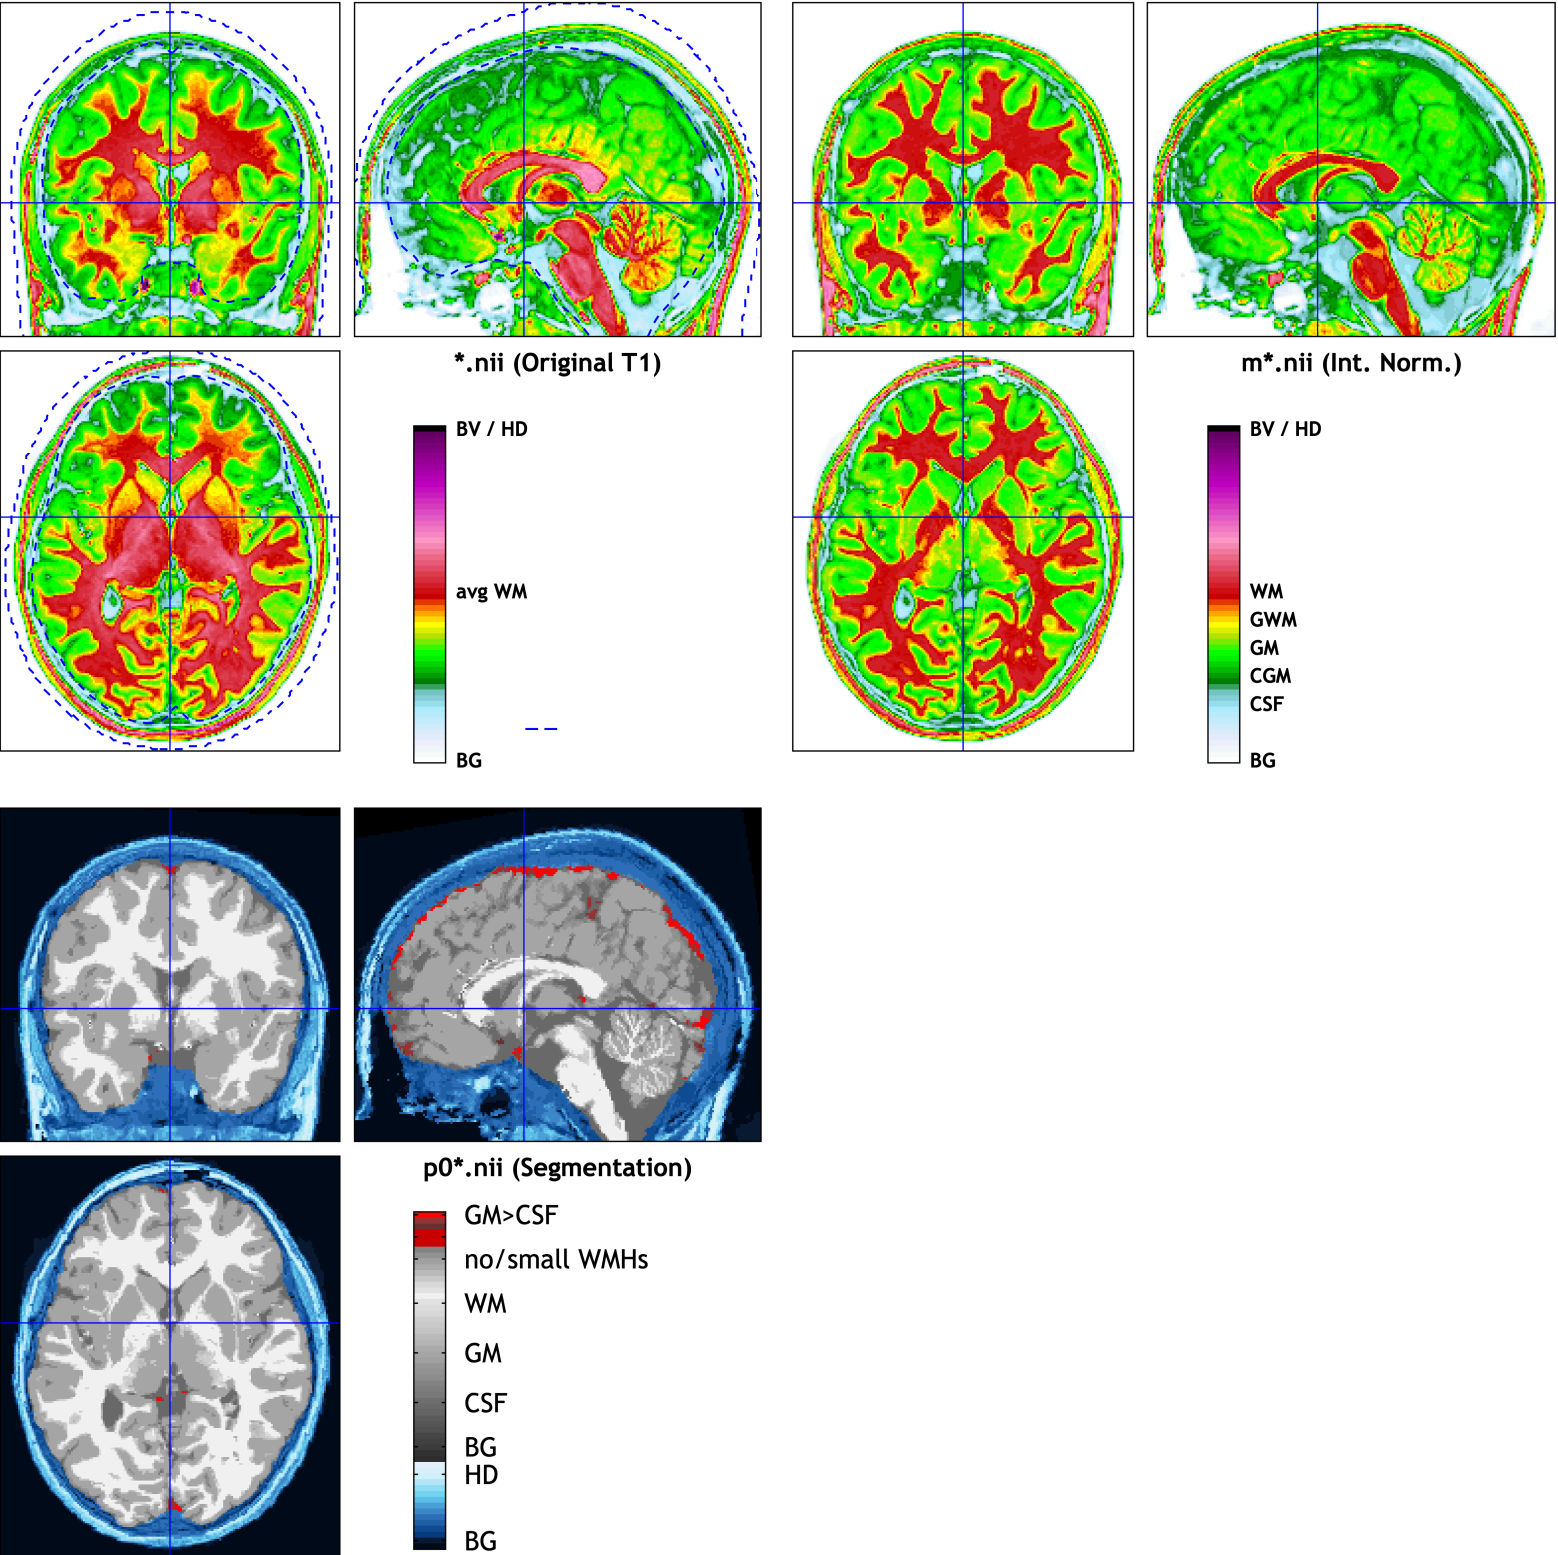 *.nii (Original T1)
BV / HD
avg WM
BG
m*.nii (Int. Norm.)
BV / HD
WM
GWM
GM
CGM
CSF
BG
p0*.nii (Segmentation)
GM>CSF
no/small WMHs
WM
GM
CSF
BG
HD
BG